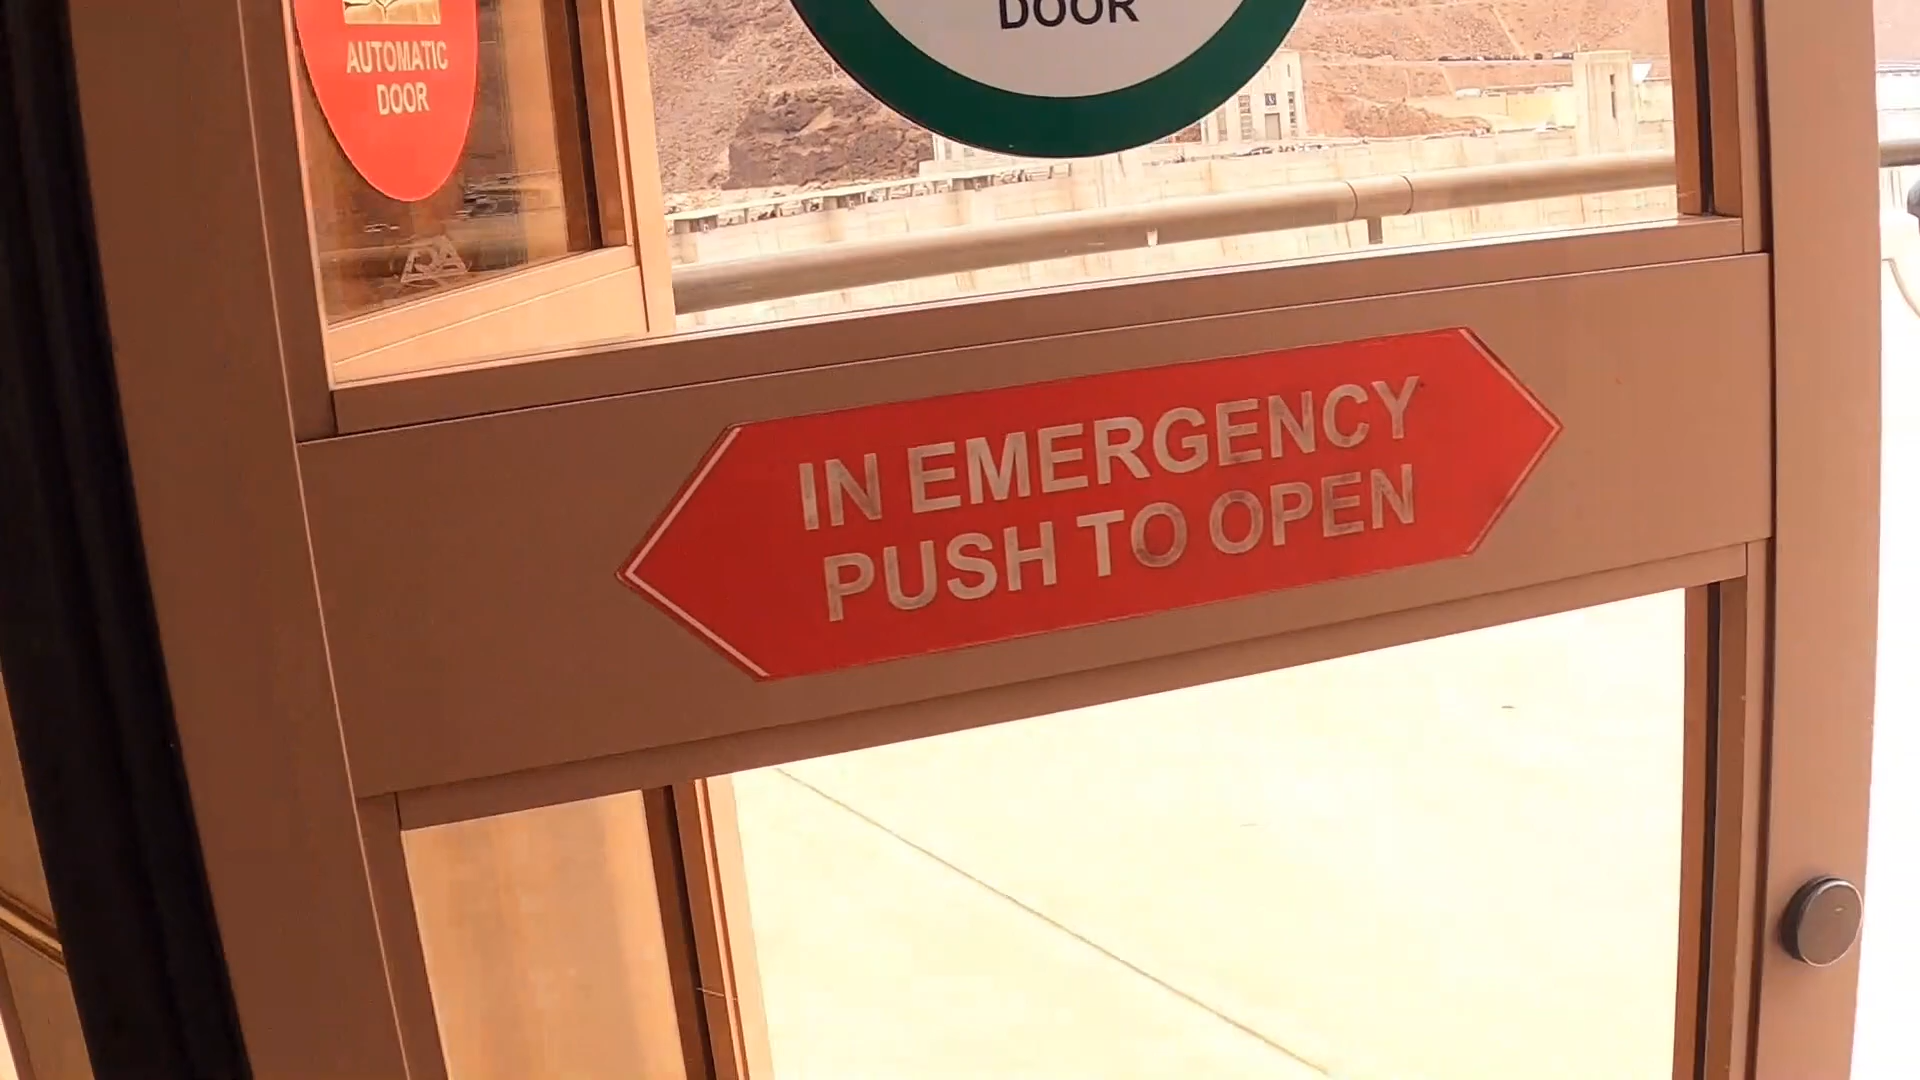 DOOR
AUTOMATIC
DOOR
IN EMERGENCY
PUSH TO OPEN